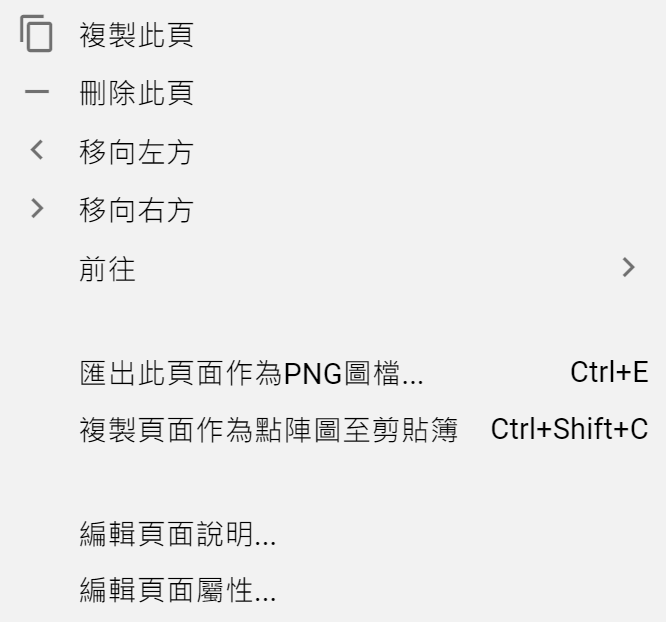 複製此頁
刪除此頁
移向左方
移向右方
前往
匯出此頁面作為PNG圖檔... Ctrl+E
複製頁面作為點陣圖至剪貼簿 Ctrl+Shift+C
編輯頁面說明...
編輯頁面屬性...